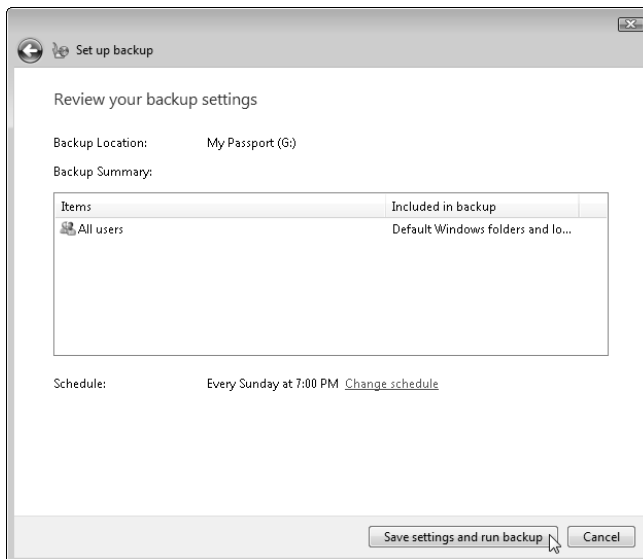 Set up backup
Review your backup settings
Backup Location: My Passport (G:)
Backup Summary:
Items Included in backup
All users Default Windows folders and lo...
Schedule: Every Sunday at 7:00 PM Change schedule
Save settings and run backup Cancel